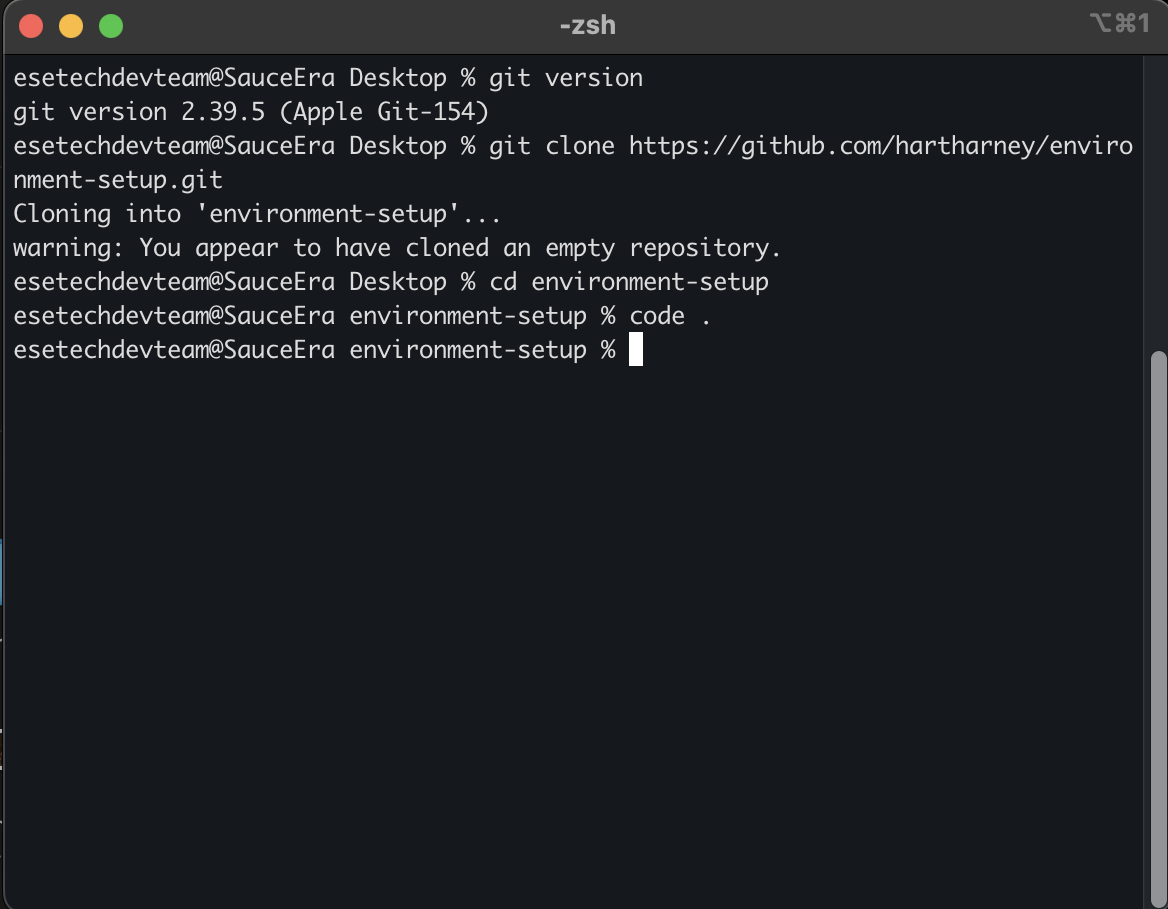 -zsh
⌥⌘1
esetechdevteam@SauceEra Desktop % git version
git version 2.39.5 (Apple Git-154)
esetechdevteam@SauceEra Desktop % git clone https://github.com/hartharney/enviro
nment-setup.git
Cloning into 'environment-setup'...
warning: You appear to have cloned an empty repository.
esetechdevteam@SauceEra Desktop % cd environment-setup
esetechdevteam@SauceEra environment-setup % code .
esetechdevteam@SauceEra environment-setup %